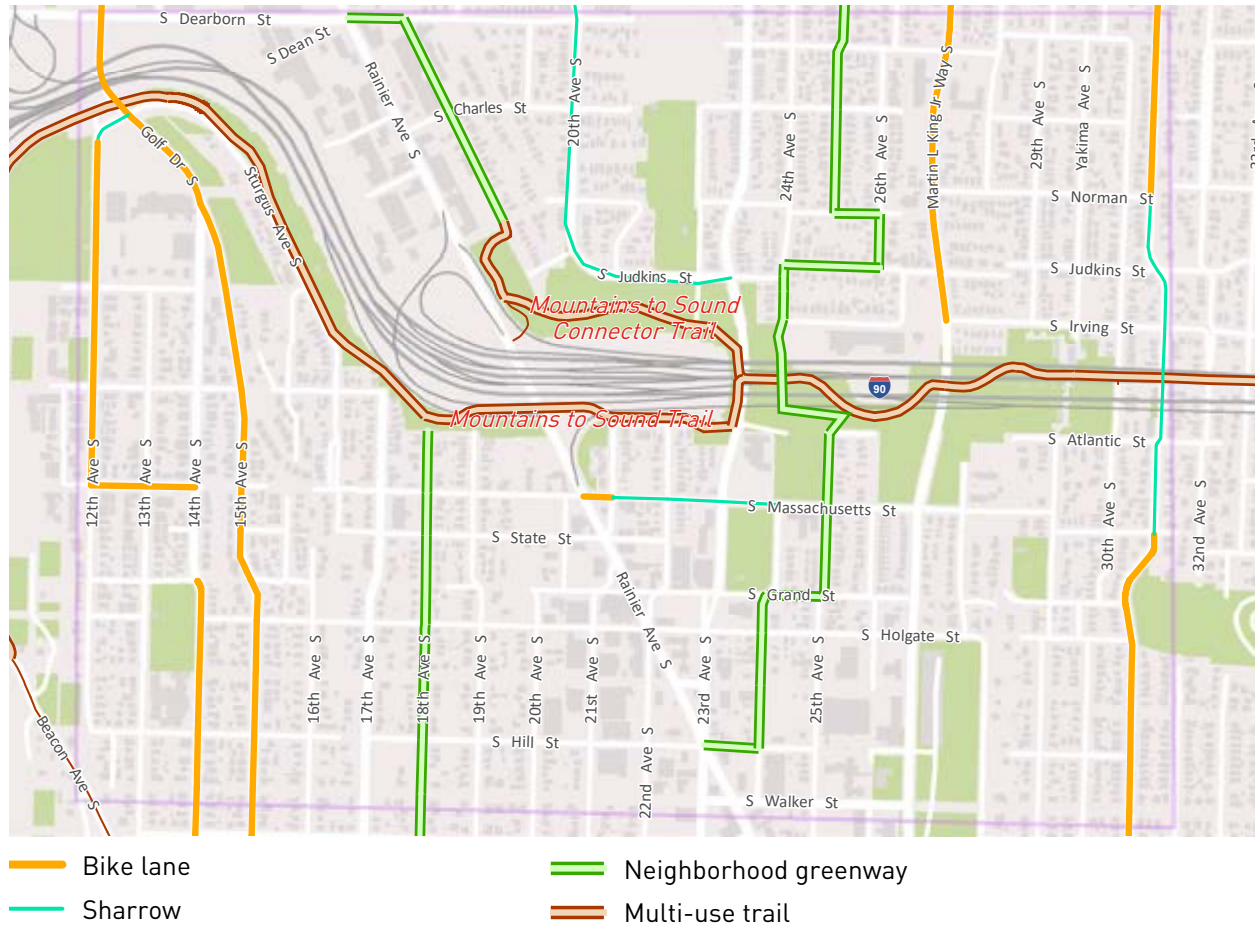 S Dearborn St
S Dean St
Rainier Ave S
S Charles St
20th Ave S
24th Ave S
26th Ave S
Martin L King Jr Way S
29th Ave S
Yakima Ave S
Golf Dr S
Sturgus Ave S
S Norman St
S Judkins St
S Judkins St
Mountains to Sound
Connector Trail
S Irving St
90
Mountains to Sound Trail
S Atlantic St
12th Ave S
13th Ave S
14th Ave S
15th Ave S
S Massachusetts St
30th Ave S
32nd Ave S
S State St
Rainier Ave S
S Grand St
S Holgate St
16th Ave S
17th Ave S
18th Ave S
19th Ave S
20th Ave S
21st Ave S
22nd Ave S
23rd Ave S
25th Ave S
Beacon Ave S
S Hill St
S Walker St
Bike lane
Neighborhood greenway
Sharrow
Multi-use trail